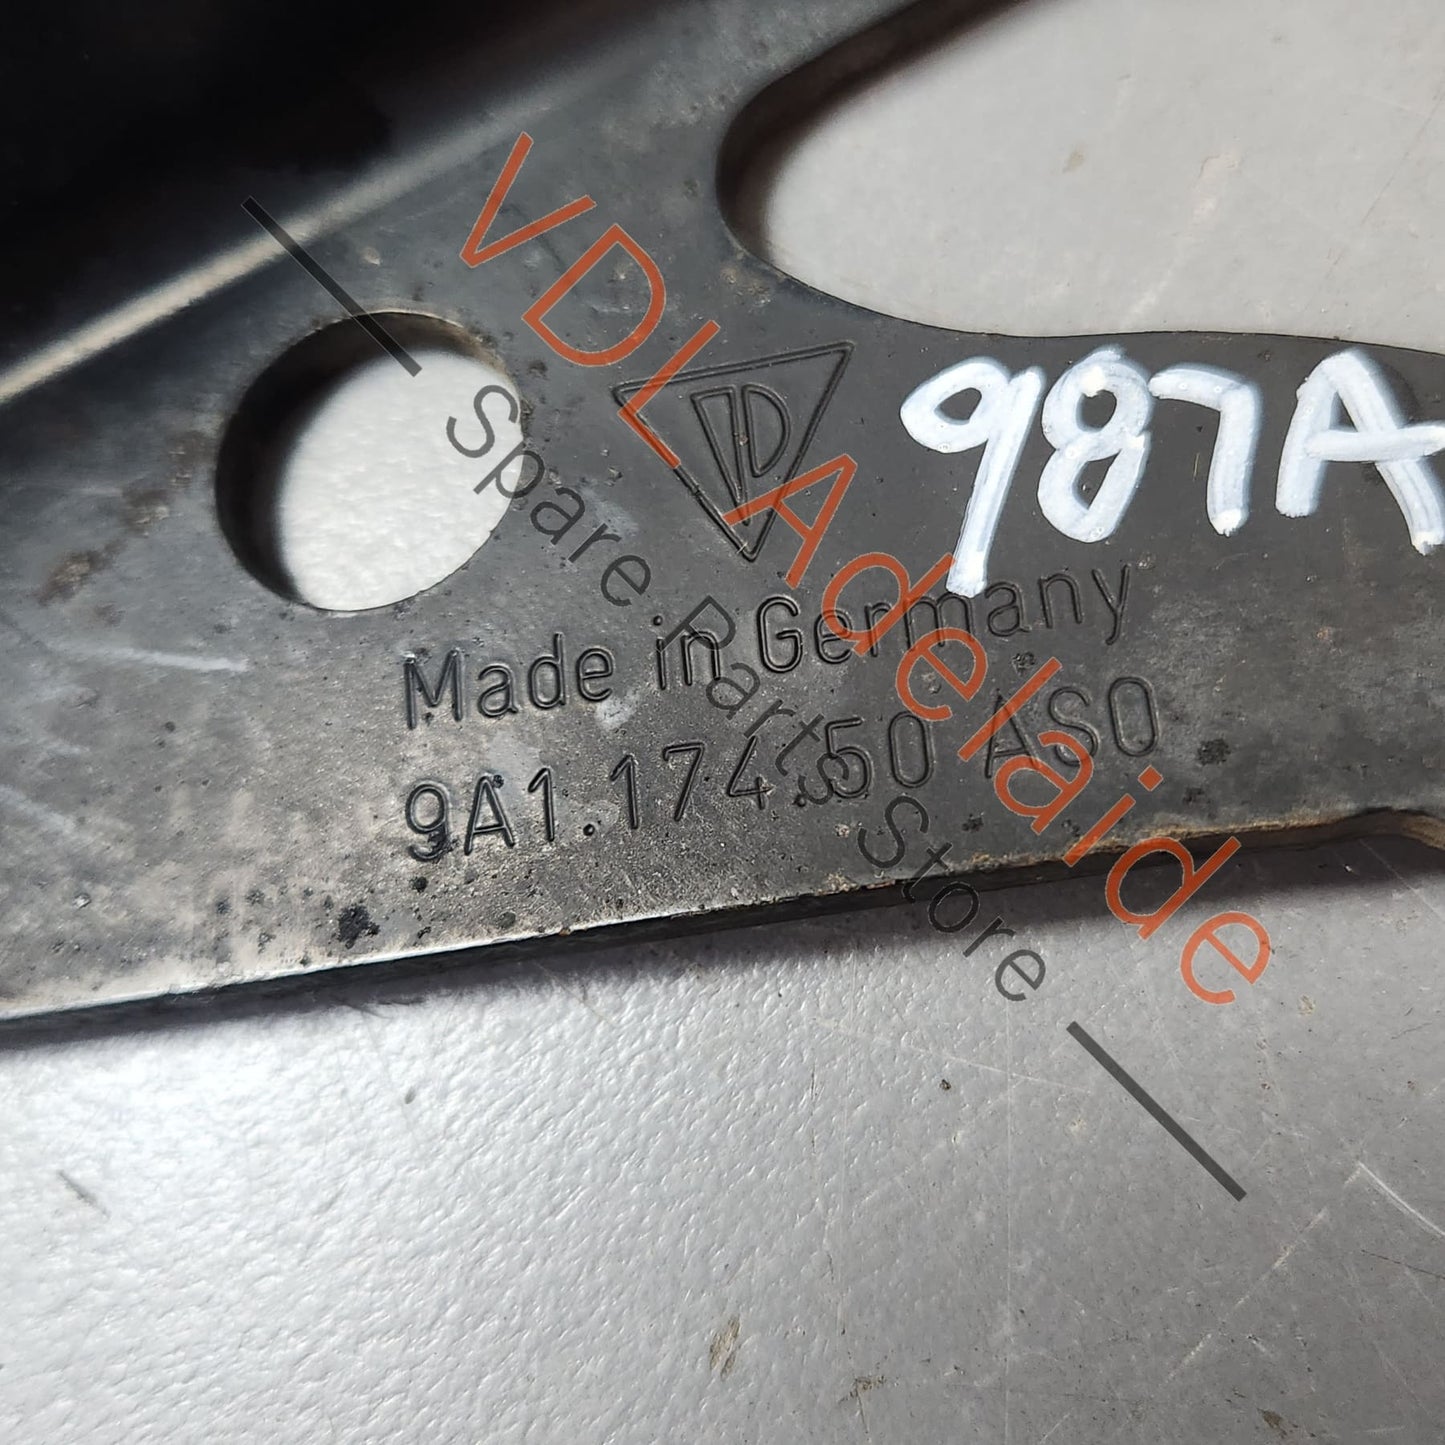 VDL Adelaide
Spare Parts Store
987A
Made in Germany
9A1.174.50 AS0